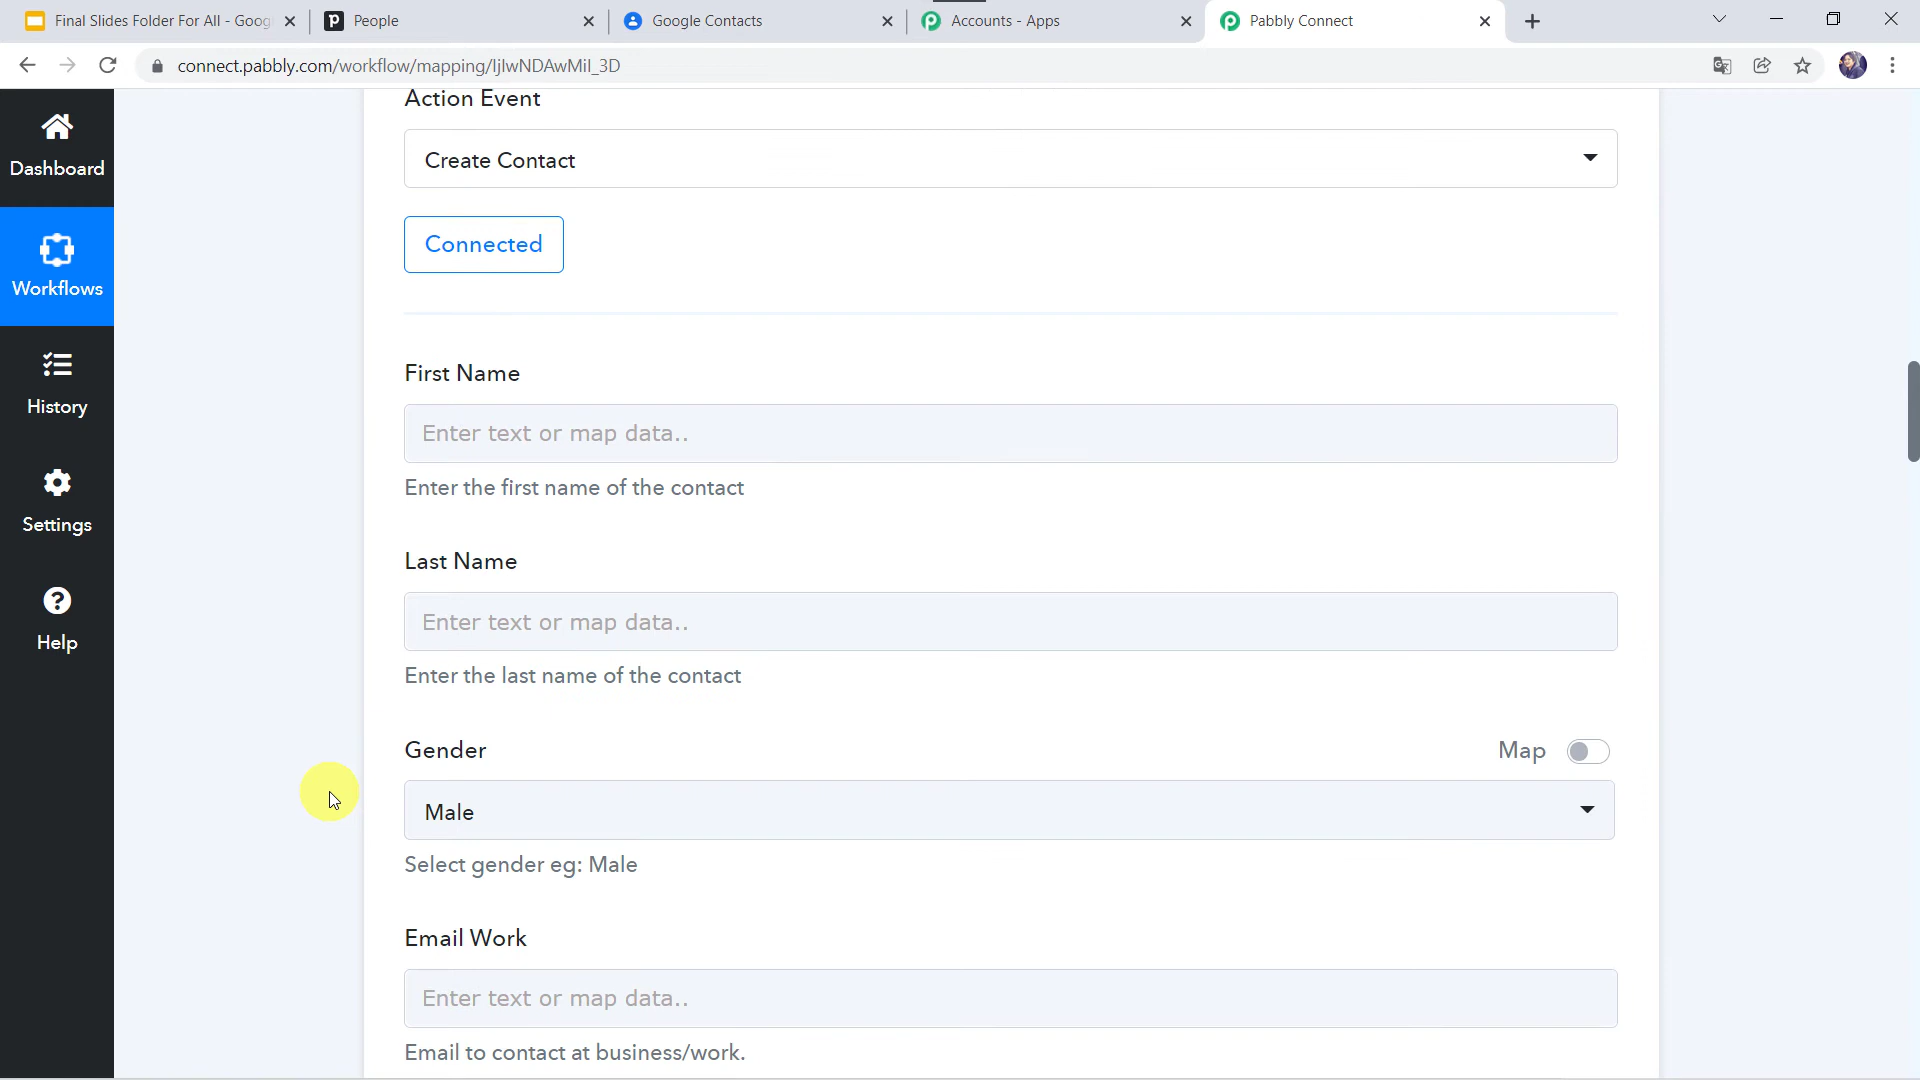 Final Slides Folder For All - Goog
People
Google Contacts
Accounts - Apps
Pabbly Connect
connect.pabbly.com/workflow/mapping/IjIwNDAwMiI_3D
Dashboard
Workflows
History
Settings
Help
Action Event
Create Contact
Connected
First Name
Enter text or map data..
Enter the first name of the contact
Last Name
Enter text or map data..
Enter the last name of the contact
Gender
Map
Male
Select gender eg: Male
Email Work
Enter text or map data..
Email to contact at business/work.